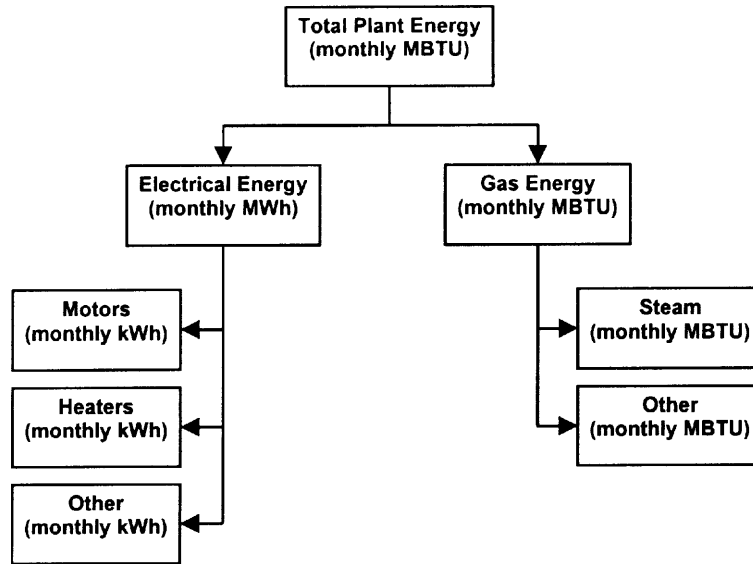 Total Plant Energy
(monthly MBTU)
Electrical Energy
(monthly MWh)
Gas Energy
(monthly MBTU)
Motors
(monthly kWh)
Heaters
(monthly kWh)
Other
(monthly kWh)
Steam
(monthly MBTU)
Other
(monthly MBTU)